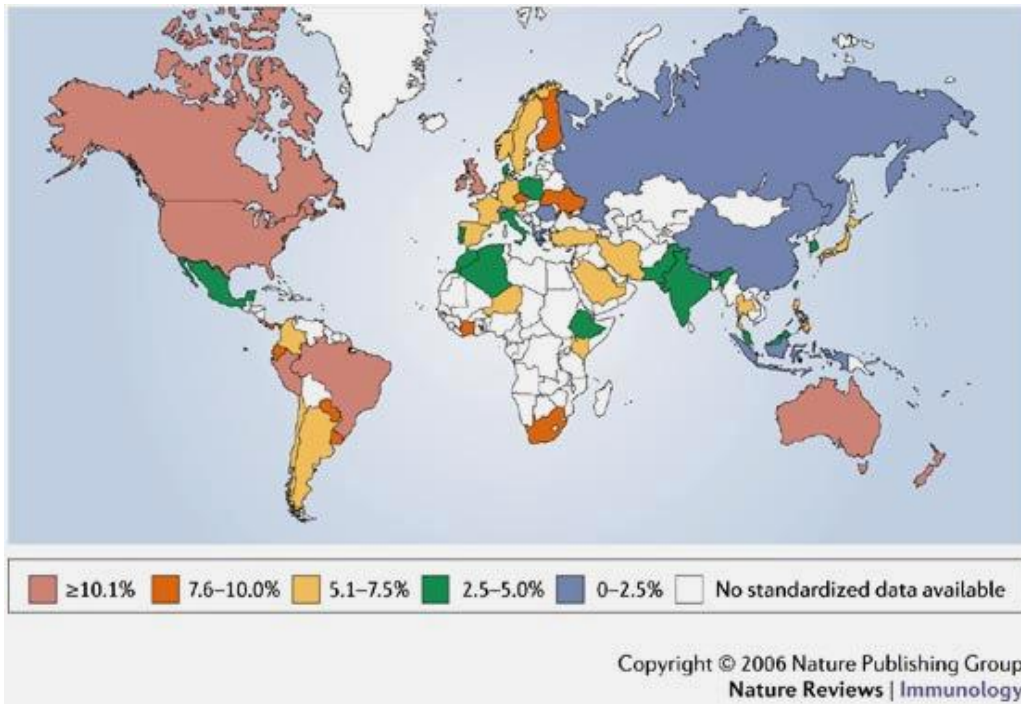 ≥10.1% 7.6–10.0% 5.1–7.5% 2.5–5.0% 0–2.5% No standardized data available
Copyright © 2006 Nature Publishing Group
Nature Reviews | Immunology